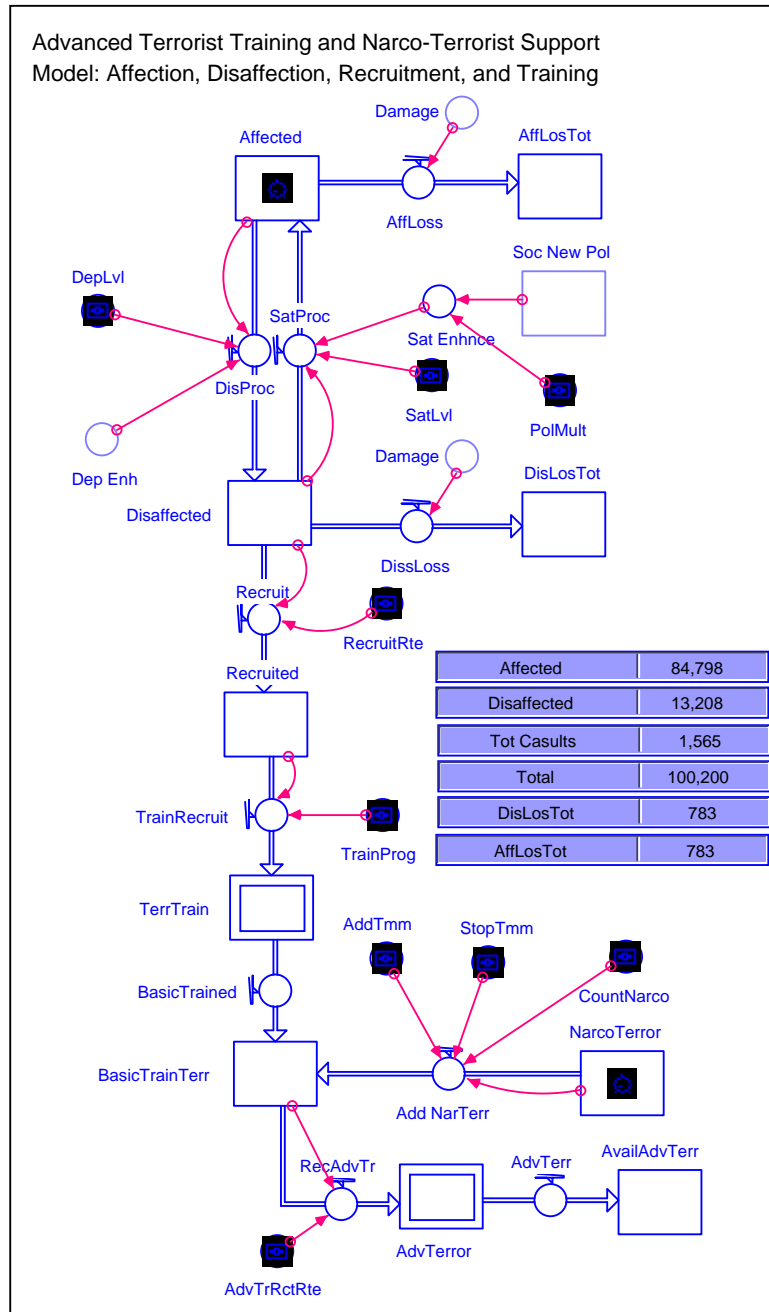 Advanced Terrorist Training and Narco-Terrorist Support
Model: Affection, Disaffection, Recruitment, and Training
Damage
Affected
AffLosTot
AffLoss
Soc New Pol
DepLvl
SatProc
Sat Enhnce
DisProc
SatLvl
PolMult
Dep Enh
Damage
DisLosTot
Disaffected
DissLoss
Recruit
RecruitRte
Recruited
Affected 84,798
Disaffected 13,208
Tot Casults 1,565
Total 100,200
DisLosTot 783
AffLosTot 783
TrainRecruit
TrainProg
TerrTrain
AddTmm
StopTmm
BasicTrained
CountNarco
NarcoTerror
BasicTrainTerr
Add NarTerr
RecAdvTr
AdvTerr
AvailAdvTerr
AdvTerror
AdvTrRctRte